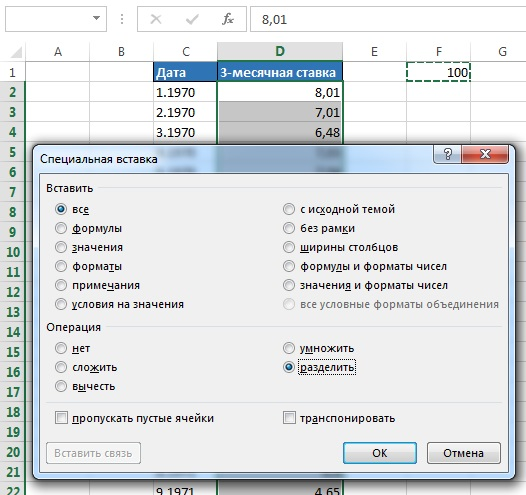 8,01
A B C D E F G
1 Дата 3-месячная ставка 100
2 1.1970 8,01
3 2.1970 7,01
4 3.1970 6,48
5
Специальная вставка
Вставить
все
с исходной темой
формулы
без рамки
значения
ширины столбцов
форматы
формулы и форматы чисел
примечания
значения и форматы чисел
условия на значения
все условные форматы объединения
Операция
нет
умножить
сложить
разделить
вычесть
пропускать пустые ячейки
транспонировать
Вставить связь
ОК
Отмена
6
7
8
9
10
11
12
13
14
15
16
17
18
19
20
21
22 9.1971 4,65